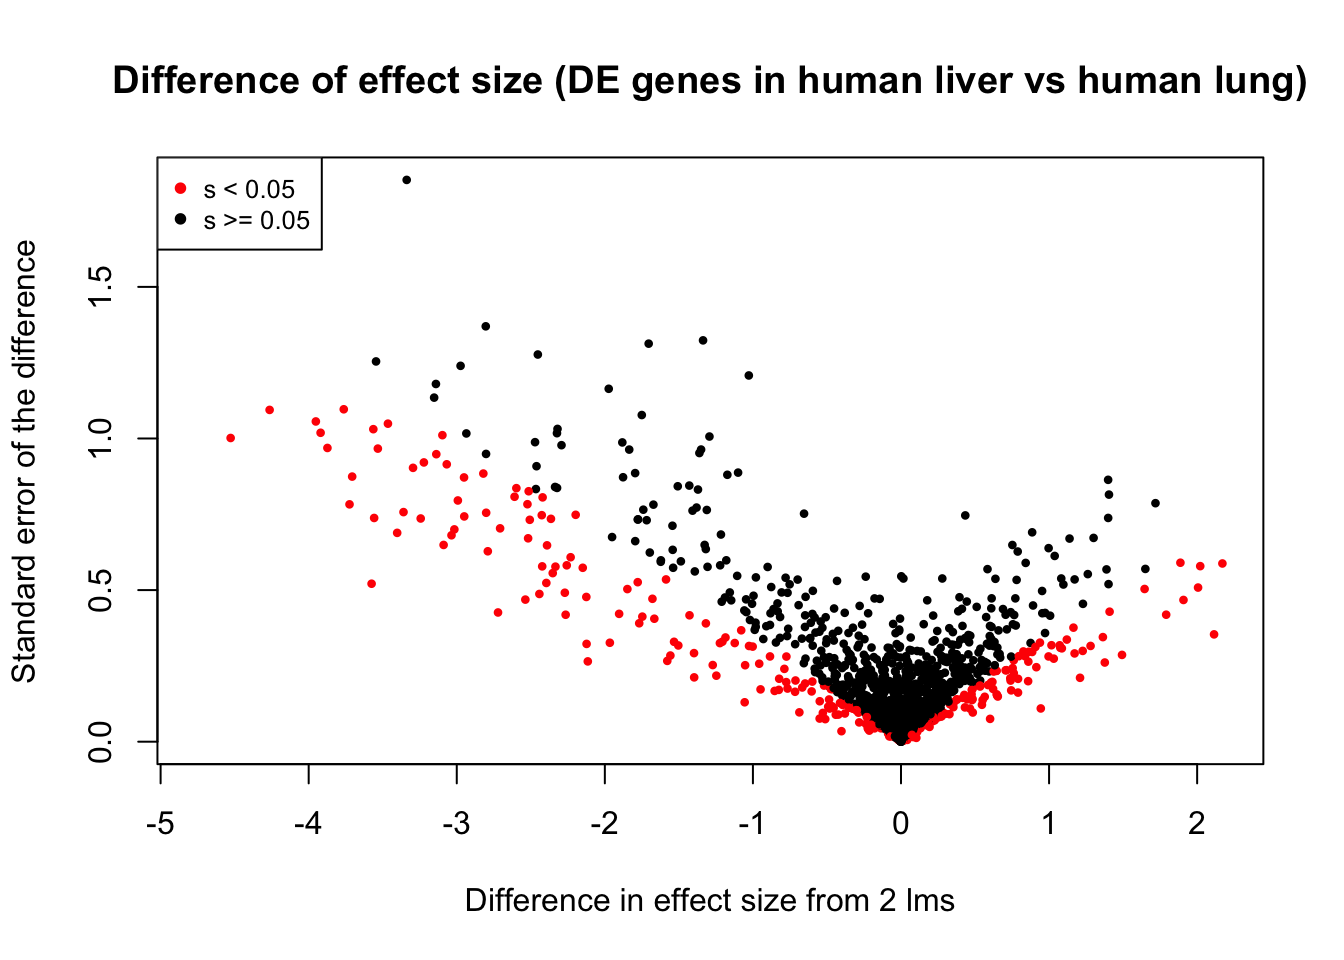 Difference of effect size (DE genes in human liver vs human lung)
s < 0.05
s >= 0.05
Standard error of the difference
1.5
1.0
0.5
0.0
-5 -4 -3 -2 -1 0 1 2
Difference in effect size from 2 lms